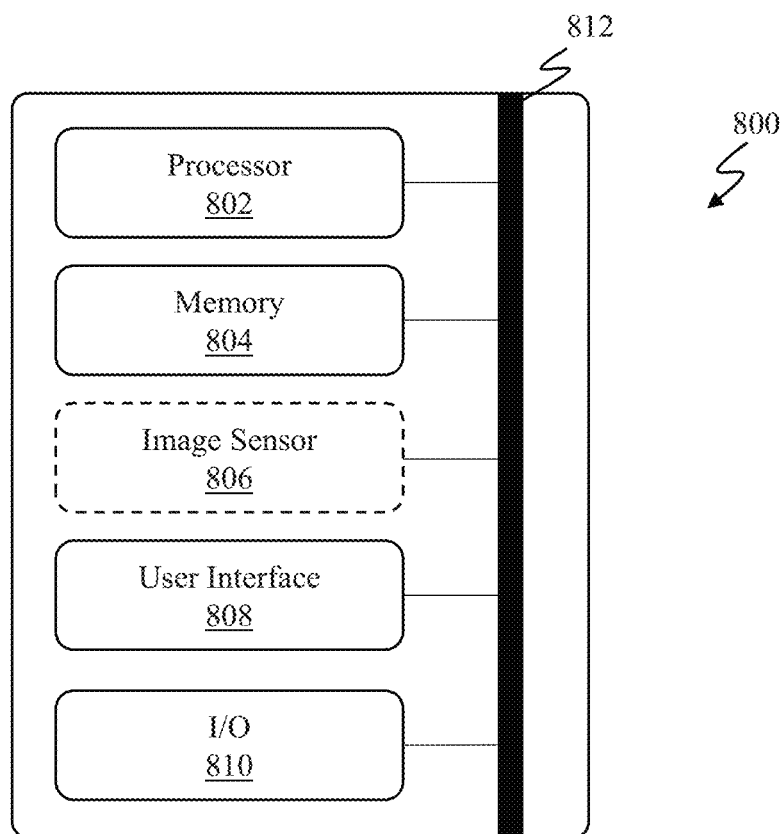 812
800
Processor
802
Memory
804
Image Sensor
806
User Interface
808
I/O
810